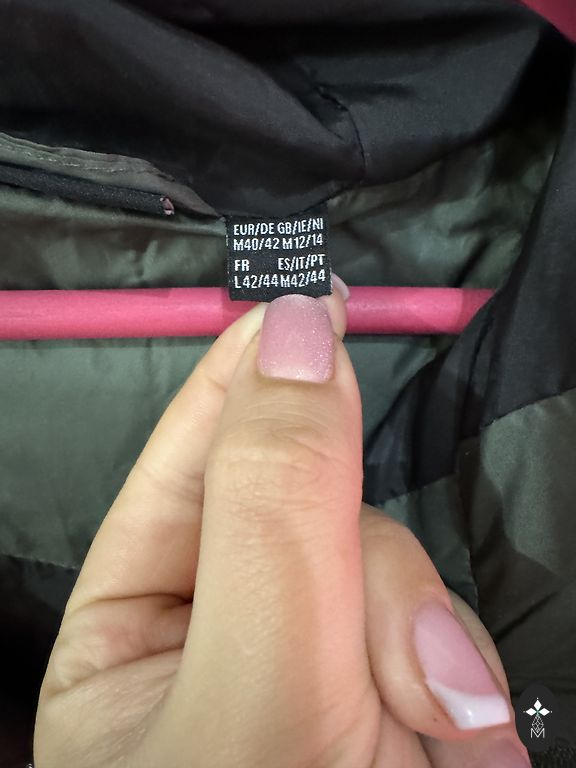 EUR/DE GB/IE/NI
M40/42 M12/14
FR ES/IT/PT
L42/44 M42/44
M